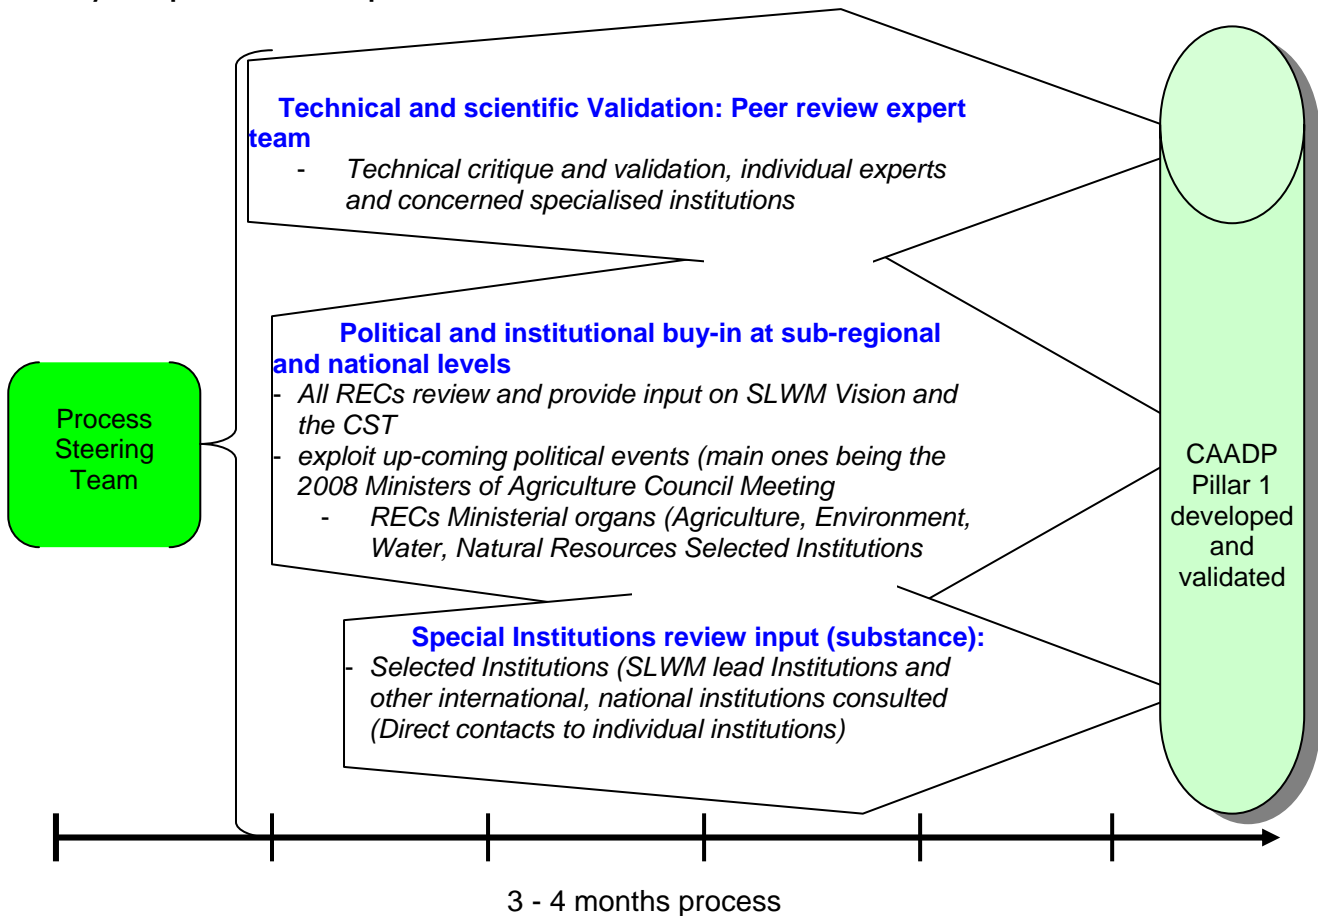 Technical and scientific Validation: Peer review expert
team
- Technical critique and validation, individual experts
and concerned specialised institutions
Political and institutional buy-in at sub-regional
and national levels
- All RECs review and provide input on SLWM Vision and
the CST
- exploit up-coming political events (main ones being the
2008 Ministers of Agriculture Council Meeting
- RECs Ministerial organs (Agriculture, Environment,
Water, Natural Resources Selected Institutions
Process
Steering
Team
CAADP
Pillar 1
developed
and
validated
Special Institutions review input (substance):
- Selected Institutions (SLWM lead Institutions and
other international, national institutions consulted
(Direct contacts to individual institutions)
3 - 4 months process